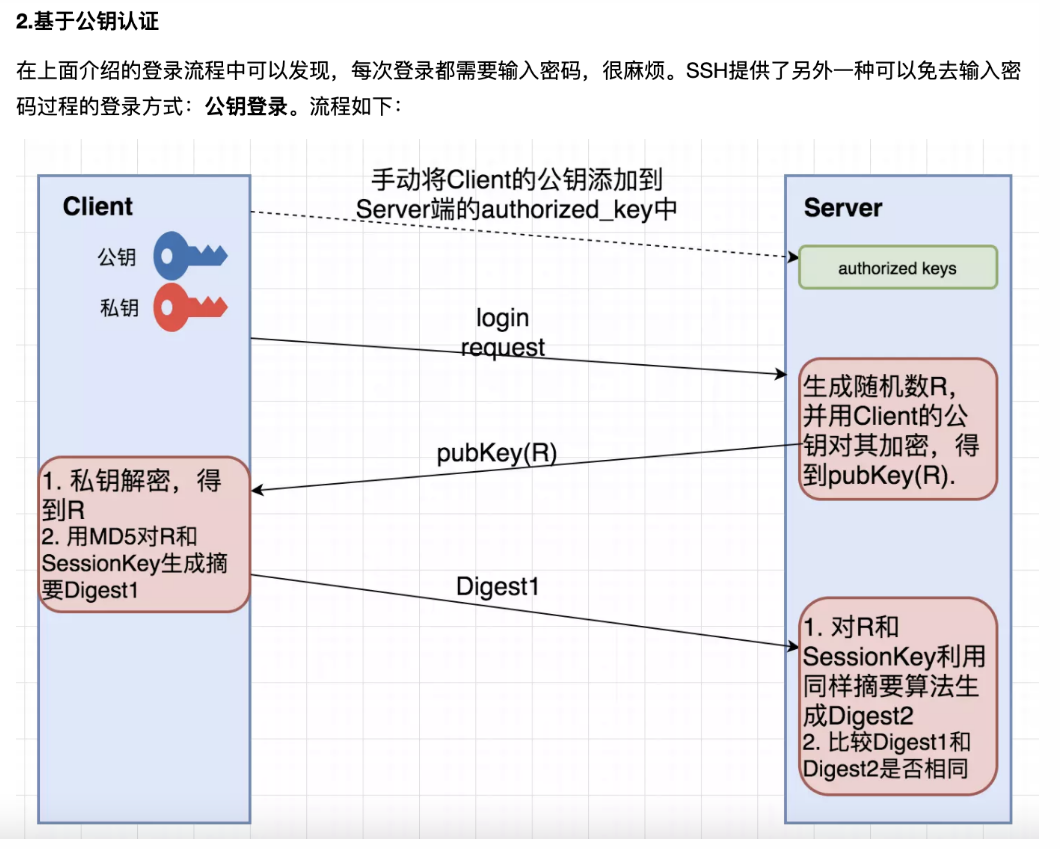 2.基于公钥认证
在上面介绍的登录流程中可以发现，每次登录都需要输入密码，很麻烦。SSH提供了另外一种可以免去输入密
码过程的登录方式：公钥登录。流程如下：
手动将Client的公钥添加到
Server端的authorized_key中
Client
Server
公钥
authorized keys
私钥
login
request
生成随机数R，
并用Client的公
钥对其加密，得
到pubKey(R).
pubKey(R)
1. 私钥解密，得
到R
2. 用MD5对R和
SessionKey生成摘
要Digest1
Digest1
1. 对R和
SessionKey利用
同样摘要算法生
成Digest2
2. 比较Digest1和
Digest2是否相同